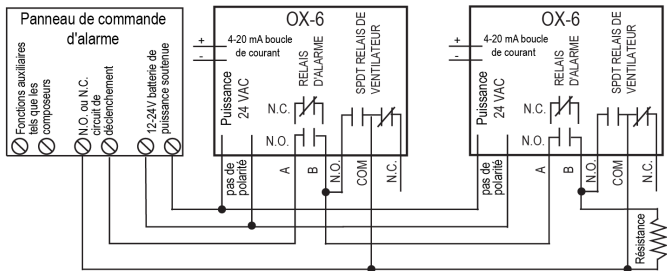 Panneau de commande
d'alarme
Fonctions auxiliaires
tels que les
composeurs
N.O. ou N.C.
circuit de
déclenchement
12-24V batterie de
puissance soutenue
OX-6
+
-
4-20 mA boucle
de courant
Puissance
24 VAC
RELAIS
D'ALARME
SPDT RELAIS DE
VENTILATEUR
N.C.
N.O.
pas de
polarité
A
B
N.O.
COM
N.C.
OX-6
+
-
4-20 mA boucle
de courant
Puissance
24 VAC
RELAIS
D'ALARME
SPDT RELAIS DE
VENTILATEUR
N.C.
N.O.
pas de
polarité
A
B
N.O.
COM
N.C.
Résistance